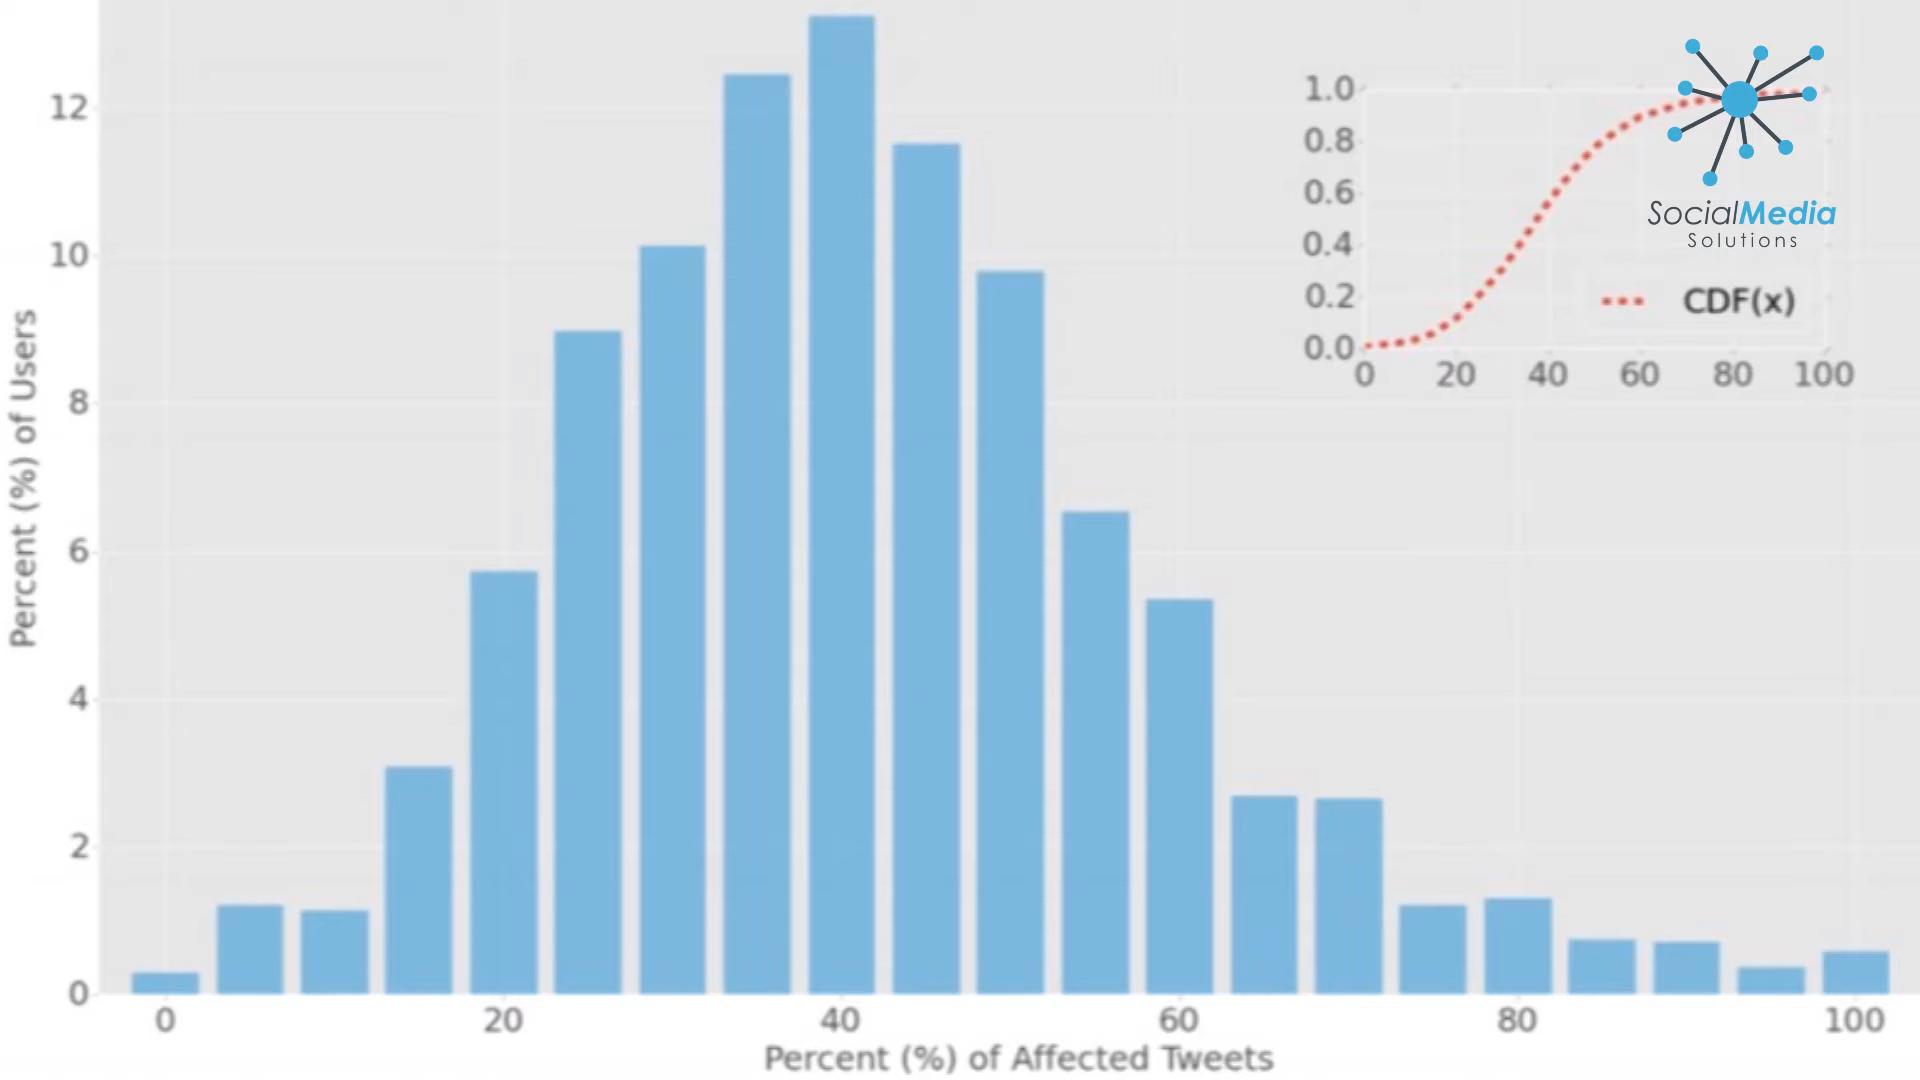 12
10
8
6
4
2
0
Percent (%) of Users
0 20 40 60 80 100
Percent (%) of Affected Tweets
1.0
0.8
0.6
0.4
0.2
0.0
0 20 40 60 80 100
CDF(x)
SocialMedia
Solutions